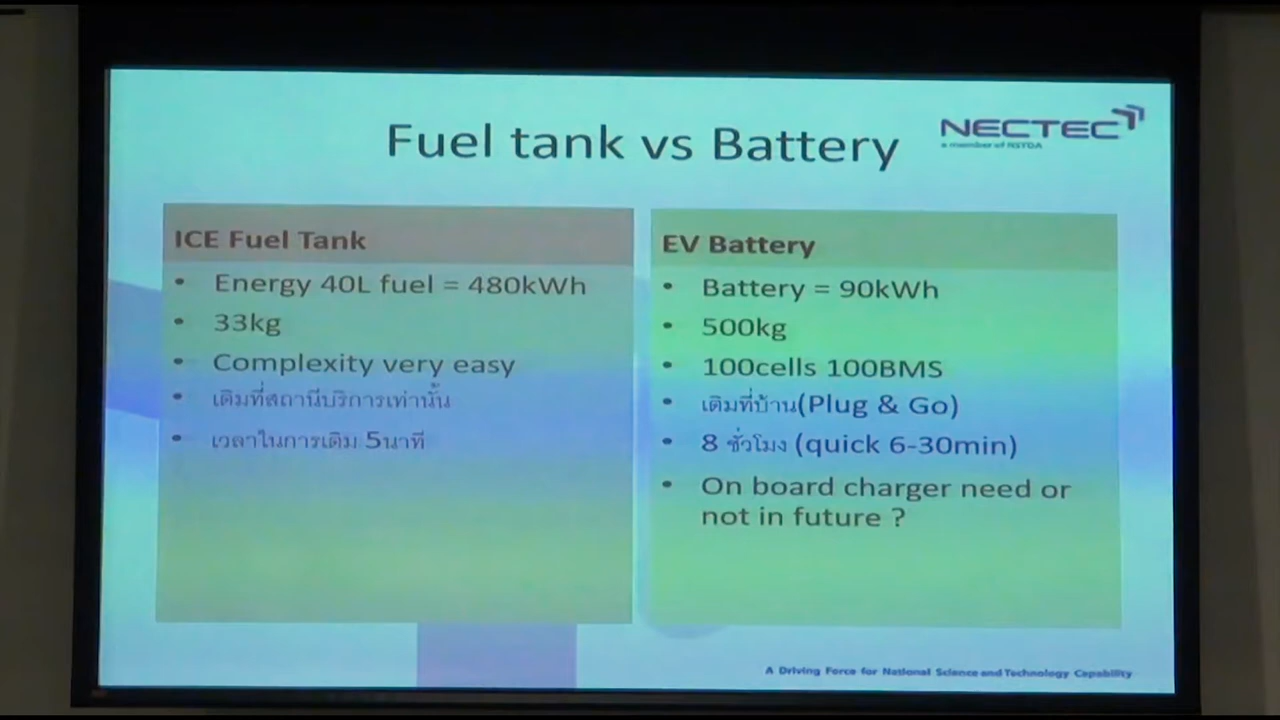 Fuel tank vs Battery
NECTEC
a member of NSTDA
ICE Fuel Tank
• Energy 40L fuel = 480kWh
• 33kg
• Complexity very easy
• เติมที่สถานีบริการเท่านั้น
• เวลาในการเติม 5นาที
EV Battery
• Battery = 90kWh
• 500kg
• 100cells 100BMS
• เติมที่บ้าน(Plug & Go)
• 8 ชั่วโมง (quick 6-30min)
• On board charger need or
not in future ?
A Driving Force for National Science and Technology Capability